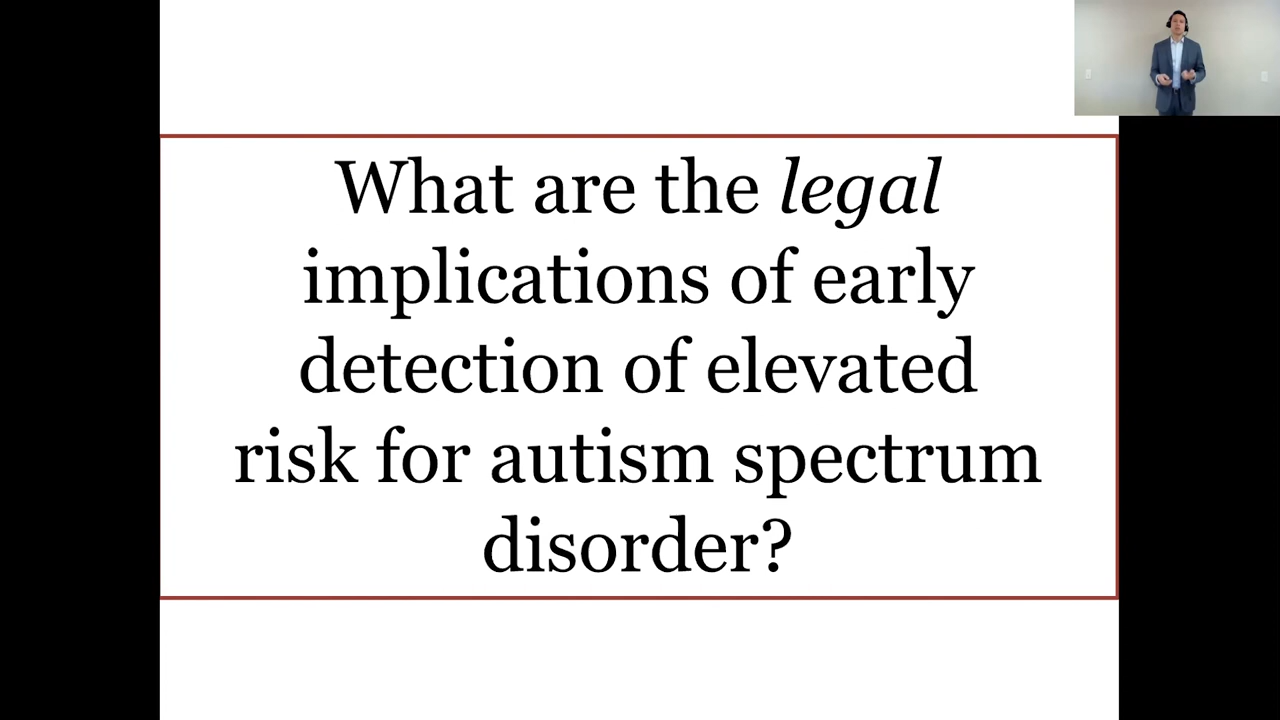 What are the legal
implications of early
detection of elevated
risk for autism spectrum
disorder?